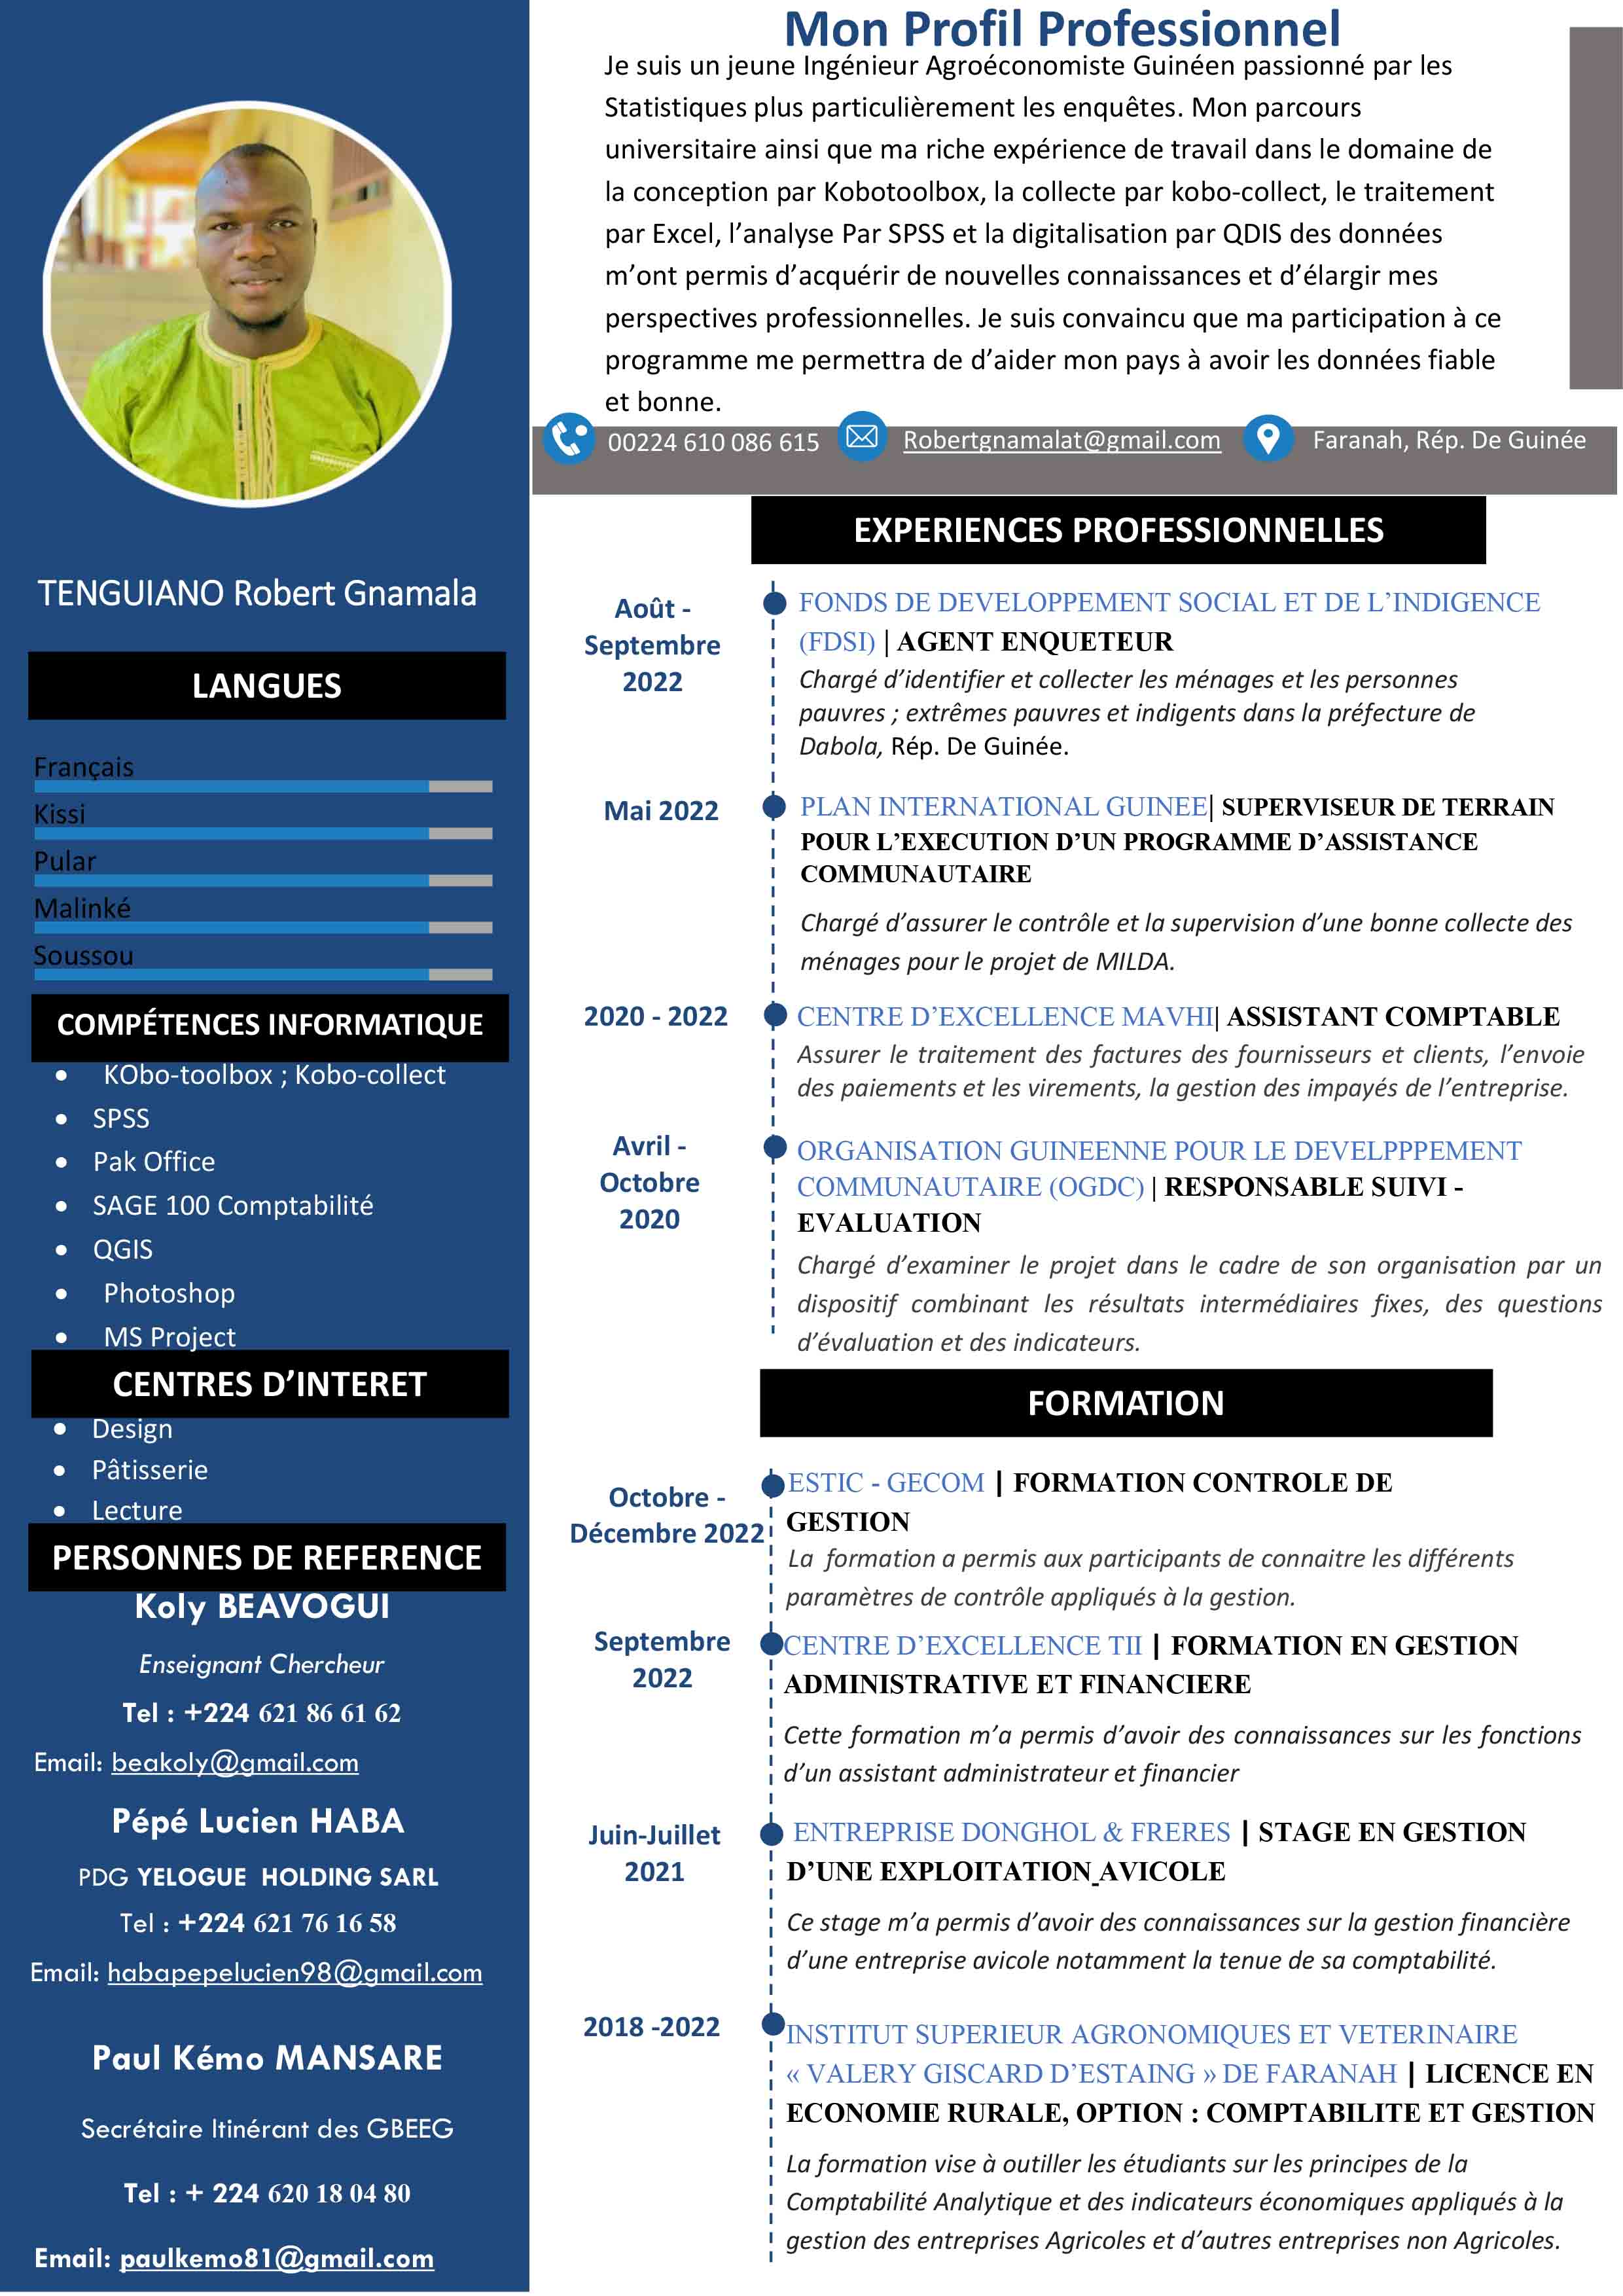 TENGUIANO Robert Gnamala
LANGUES
Français
Kissi
Pular
Malinké
Soussou
COMPÉTENCES INFORMATIQUE
• KObo-toolbox ; Kobo-collect
• SPSS
• Pak Office
• SAGE 100 Comptabilité
• QGIS
• Photoshop
• MS Project
CENTRES D’INTERET
• Design
• Pâtisserie
• Lecture
PERSONNES DE REFERENCE
Koly BEAVOGUI
Enseignant Chercheur
Tel : +224 621 86 61 62
Email: beakoly@gmail.com
Pépé Lucien HABA
PDG YELOGUE HOLDING SARL
Tel : +224 621 76 16 58
Email: habapepelucien98@gmail.com
Paul Kémo MANSARE
Secrétaire Itinérant des GBEEG
Tel : + 224 620 18 04 80
Email: paulkemo81@gmail.com
Mon Profil Professionnel
Je suis un jeune Ingénieur Agroéconomiste Guinéen passionné par les
Statistiques plus particulièrement les enquêtes. Mon parcours
universitaire ainsi que ma riche expérience de travail dans le domaine de
la conception par Kobotoolbox, la collecte par kobo-collect, le traitement
par Excel, l’analyse Par SPSS et la digitalisation par QDIS des données
m’ont permis d’acquérir de nouvelles connaissances et d’élargir mes
perspectives professionnelles. Je suis convaincu que ma participation à ce
programme me permettra de d’aider mon pays à avoir les données fiable
et bonne.
00224 610 086 615 Robertgnamalat@gmail.com Faranah, Rép. De Guinée
EXPERIENCES PROFESSIONNELLES
Août -
Septembre
2022
FONDS DE DEVELOPPEMENT SOCIAL ET DE L’INDIGENCE
(FDSI) | AGENT ENQUETEUR
Chargé d’identifier et collecter les ménages et les personnes
pauvres ; extrêmes pauvres et indigents dans la préfecture de
Dabola, Rép. De Guinée.
Mai 2022
PLAN INTERNATIONAL GUINEE| SUPERVISEUR DE TERRAIN
POUR L’EXECUTION D’UN PROGRAMME D’ASSISTANCE
COMMUNAUTAIRE
Chargé d’assurer le contrôle et la supervision d’une bonne collecte des
ménages pour le projet de MILDA.
2020 - 2022
CENTRE D’EXCELLENCE MAVHI| ASSISTANT COMPTABLE
Assurer le traitement des factures des fournisseurs et clients, l’envoie
des paiements et les virements, la gestion des impayés de l’entreprise.
Avril -
Octobre
2020
ORGANISATION GUINEENNE POUR LE DEVELPPPEMENT
COMMUNAUTAIRE (OGDC) | RESPONSABLE SUIVI -
EVALUATION
Chargé d’examiner le projet dans le cadre de son organisation par un
dispositif combinant les résultats intermédiaires fixes, des questions
d’évaluation et des indicateurs.
FORMATION
Octobre -
Décembre 2022
ESTIC - GECOM | FORMATION CONTROLE DE
GESTION
La formation a permis aux participants de connaitre les différents
paramètres de contrôle appliqués à la gestion.
Septembre
2022
CENTRE D’EXCELLENCE TII | FORMATION EN GESTION
ADMINISTRATIVE ET FINANCIERE
Cette formation m’a permis d’avoir des connaissances sur les fonctions
d’un assistant administrateur et financier
Juin-Juillet
2021
ENTREPRISE DONGHOL & FRERES | STAGE EN GESTION
D’UNE EXPLOITATION AVICOLE
Ce stage m’a permis d’avoir des connaissances sur la gestion financière
d’une entreprise avicole notamment la tenue de sa comptabilité.
2018 -2022
INSTITUT SUPERIEUR AGRONOMIQUES ET VETERINAIRE
« VALERY GISCARD D’ESTAING » DE FARANAH | LICENCE EN
ECONOMIE RURALE, OPTION : COMPTABILITE ET GESTION
La formation vise à outiller les étudiants sur les principes de la
Comptabilité Analytique et des indicateurs économiques appliqués à la
gestion des entreprises Agricoles et d’autres entreprises non Agricoles.